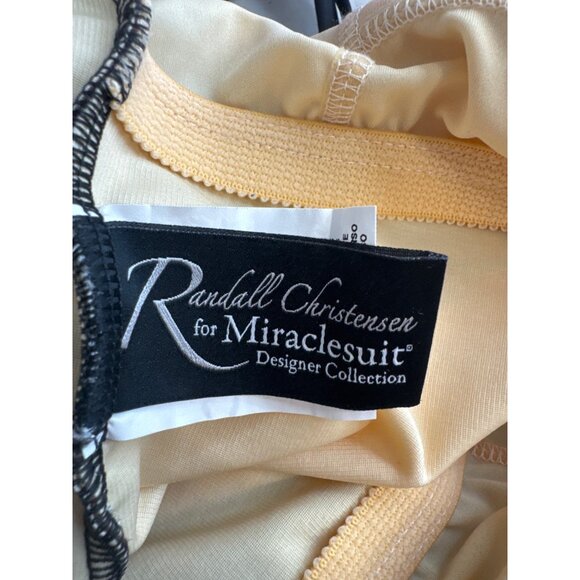 Randall Christensen
for Miraclesuit®
Designer Collection